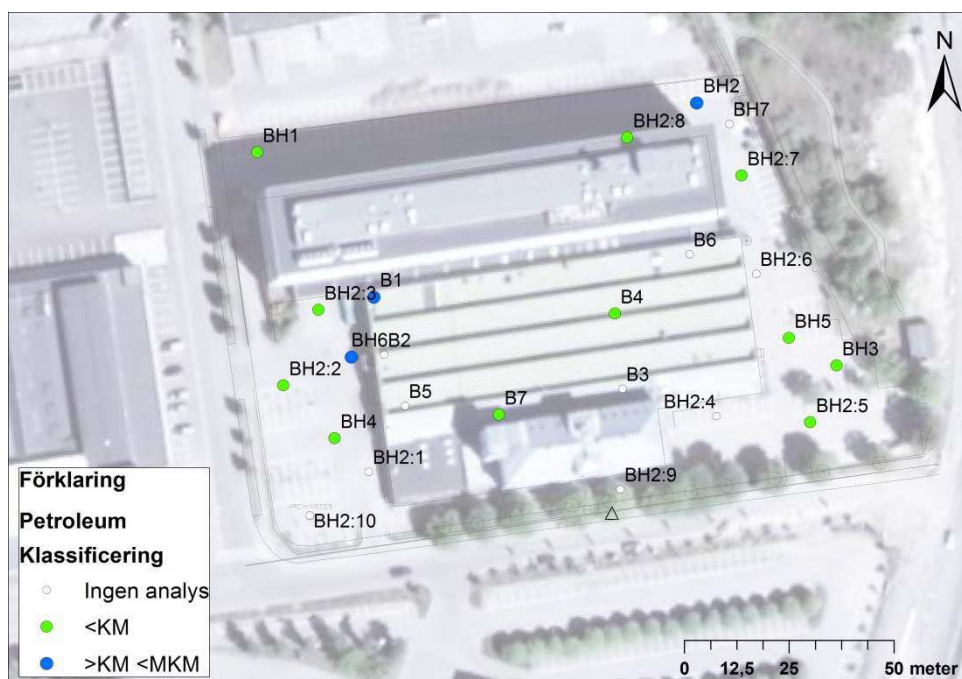 N
BH2
BH7
BH1
BH2:8
BH2:7
B6
BH2:6
BH2:3
B1
B4
BH5
BH6B2
BH3
BH2:2
B5
B7
B3
BH2:4
BH2:5
BH4
BH2:1
BH2:9
BH2:10
Förklaring
Petroleum
Klassificering
Ingen analys
<KM
>KM <MKM
0 12,5 25 50 meter